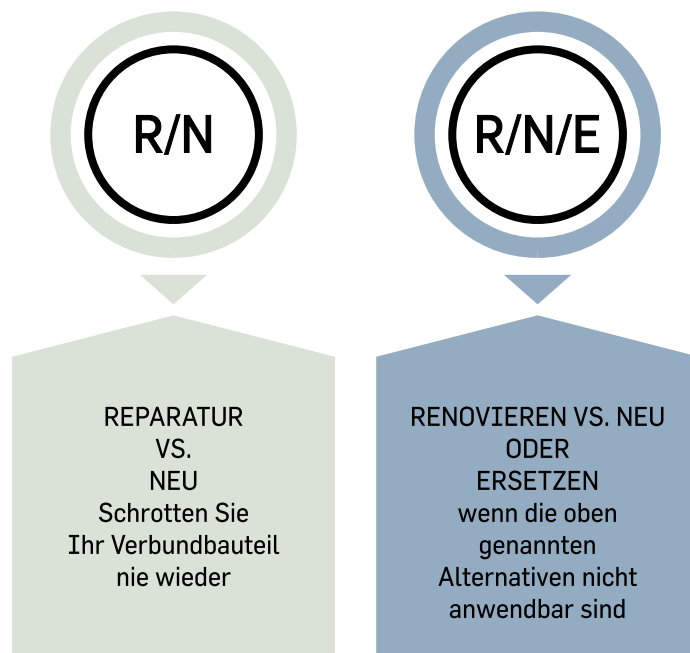 R/N
REPARATUR
VS.
NEU
Schrotten Sie
Ihr Verbundbauteil
nie wieder
R/N/E
RENOVIEREN VS. NEU
ODER
ERSETZEN
wenn die oben
genannten
Alternativen nicht
anwendbar sind